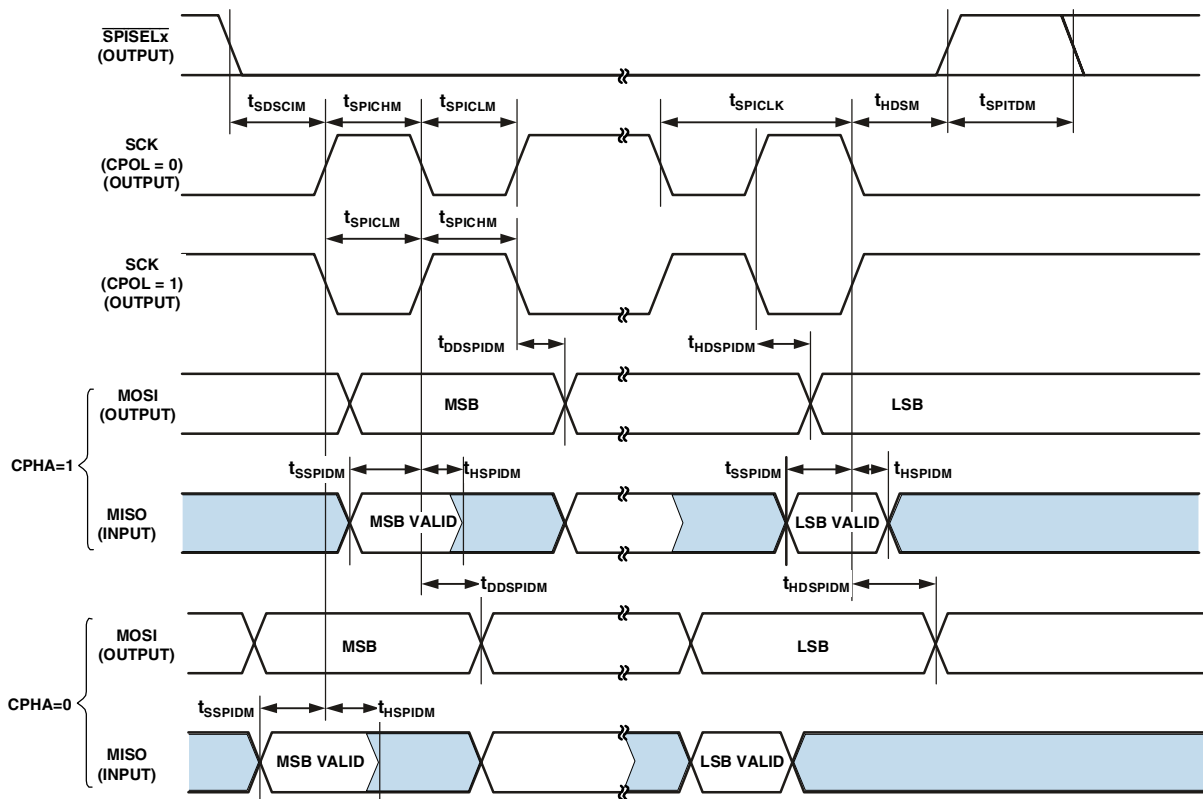 SPISELx
(OUTPUT)
tSDSCIM tSPICHM tSPICLM tSPICLK tHDSM tSPITDM
SCK
(CPOL = 0)
(OUTPUT)
tSPICLM tSPICHM
SCK
(CPOL = 1)
(OUTPUT)
tDDSPIDM tHDSPIDM
CPHA=1
MOSI
(OUTPUT)
MSB LSB
tSSPIDM tHSPIDM tSSPIDM tHSPIDM
MISO
(INPUT)
MSB VALID LSB VALID
tDDSPIDM tHDSPIDM
CPHA=0
MOSI
(OUTPUT)
MSB LSB
tSSPIDM tHSPIDM
MISO
(INPUT)
MSB VALID LSB VALID